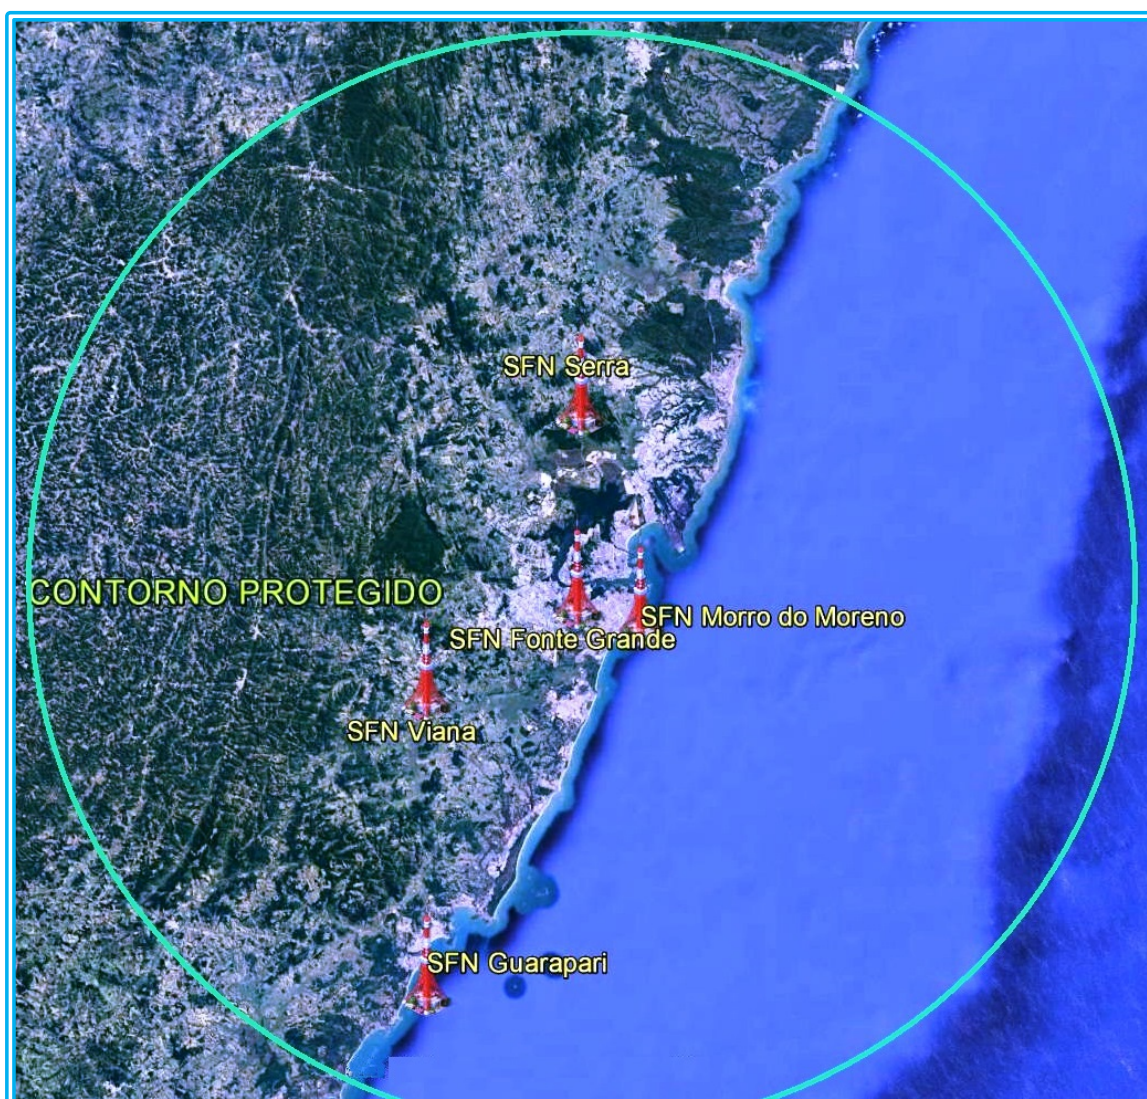 SFN Serra
CONTORNO PROTEGIDO
SFN Morro do Moreno
SFN Fonte Grande
SFN Viana
SFN Guarapari